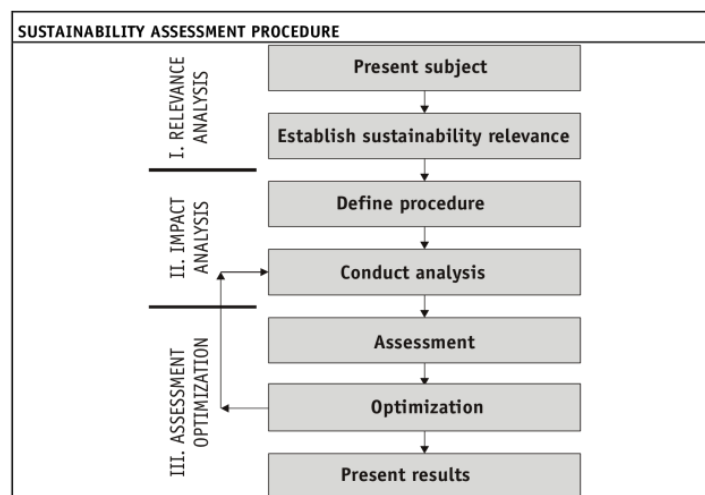 SUSTAINABILITY ASSESSMENT PROCEDURE
I. RELEVANCE
ANALYSIS
Present subject
Establish sustainability relevance
II. IMPACT
ANALYSIS
Define procedure
Conduct analysis
III. ASSESSMENT
OPTIMIZATION
Assessment
Optimization
Present results